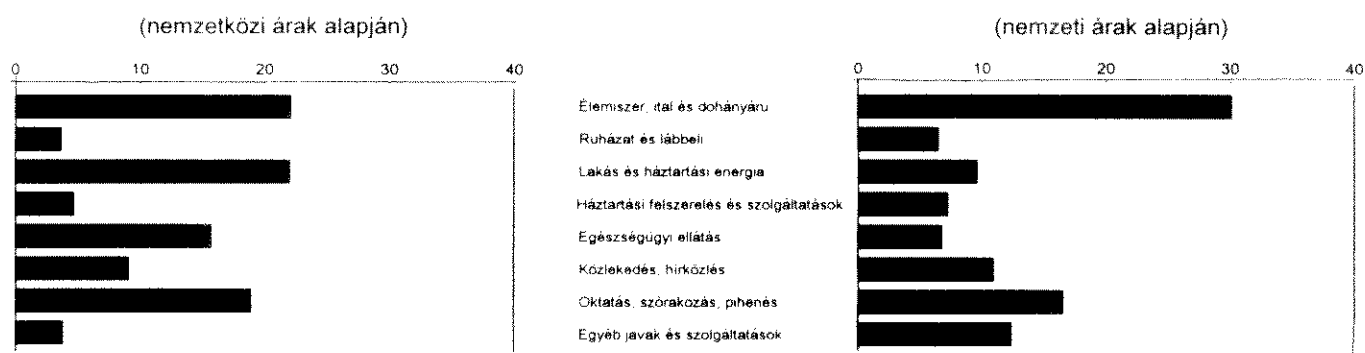 (nemzetközi árak alapján)
(nemzeti árak alapján)
0 10 20 30 40
0 10 20 30 40
Élemiszer, ital és dohányáru
Ruházat és lábbeli
Lakás és háztartási energia
Háztartási felszerelés és szolgáltatások
Egészségügyi ellátás
Közlekedés, hírközlés
Oktatás, szórakozás, pihenés
Egyéb javak és szolgáltatások